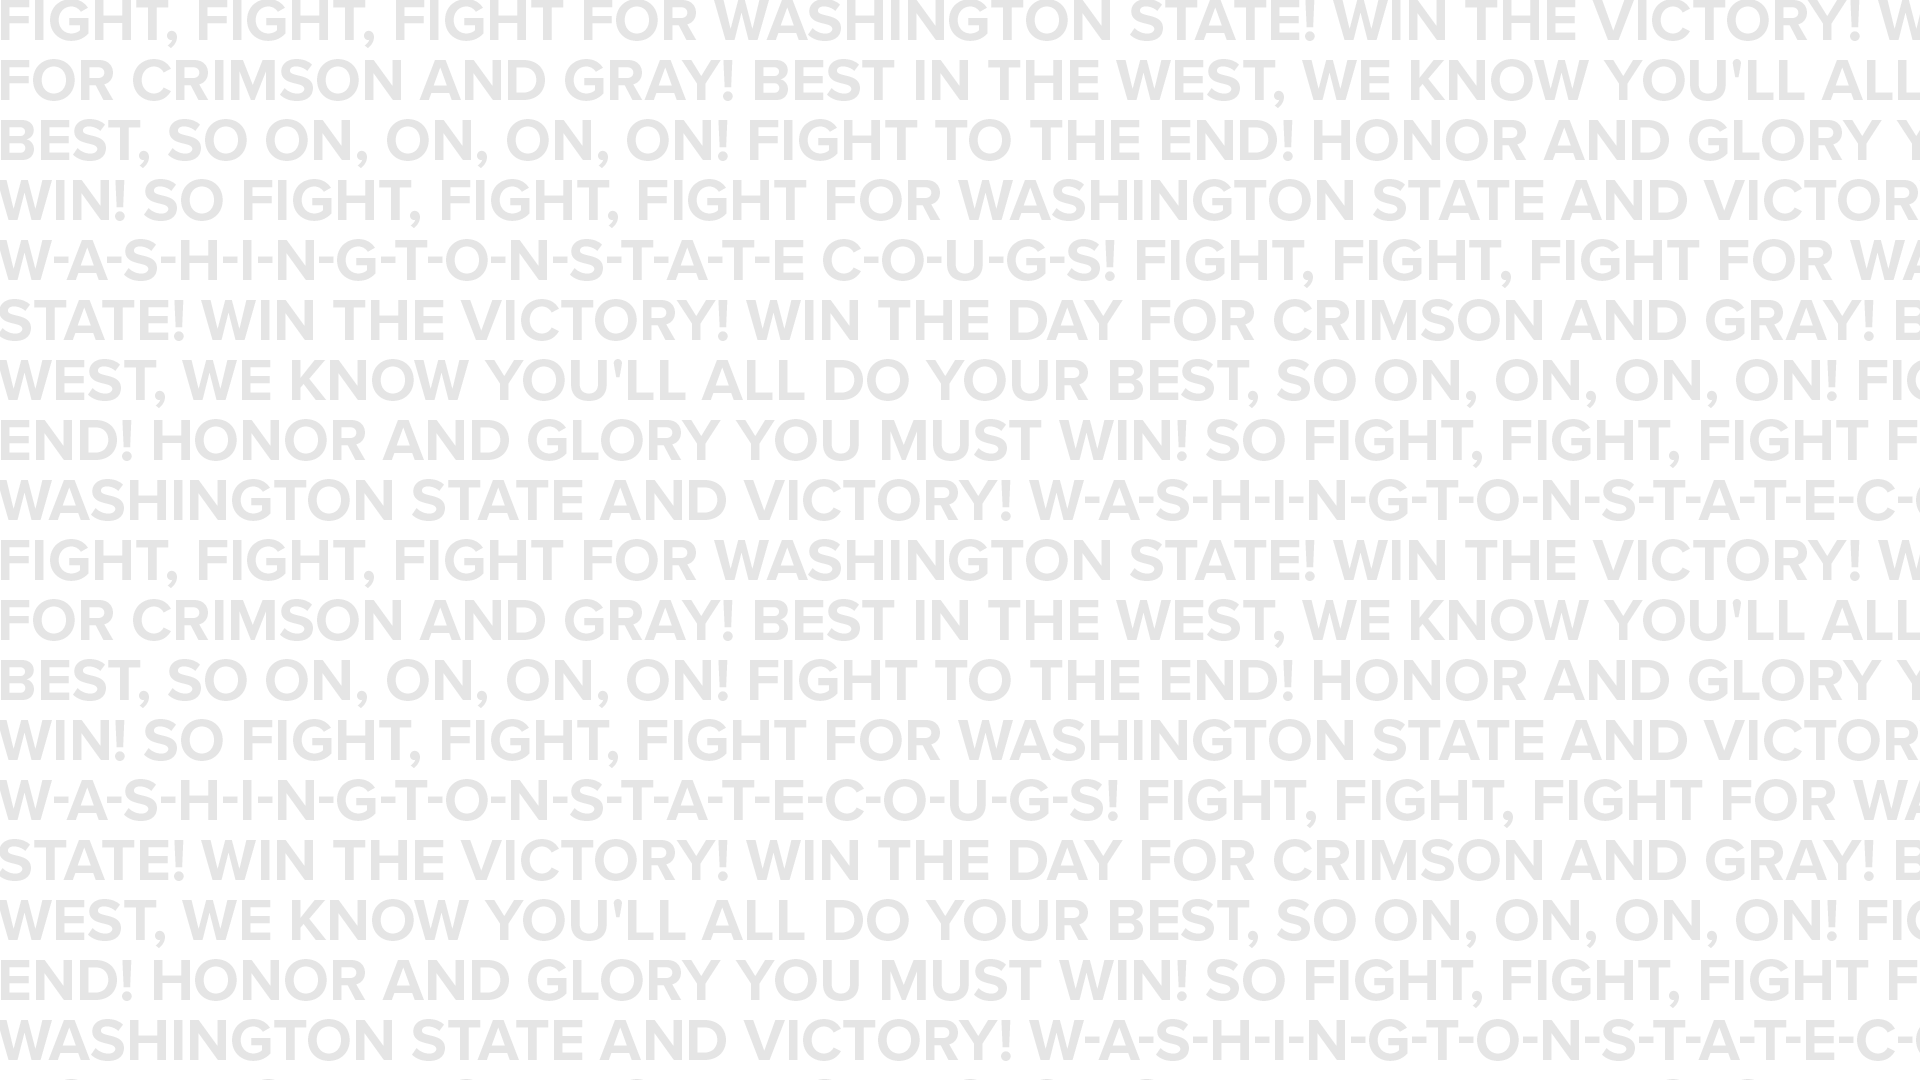 FIGHT, FIGHT, FIGHT FOR WASHINGTON STATE! WIN THE VICTORY! W
FOR CRIMSON AND GRAY! BEST IN THE WEST, WE KNOW YOU'LL ALL
BEST, SO ON, ON, ON, ON! FIGHT TO THE END! HONOR AND GLORY Y
WIN! SO FIGHT, FIGHT, FIGHT FOR WASHINGTON STATE AND VICTOR
W-A-S-H-I-N-G-T-O-N-S-T-A-T-E C-O-U-G-S! FIGHT, FIGHT, FIGHT FOR WA
STATE! WIN THE VICTORY! WIN THE DAY FOR CRIMSON AND GRAY! B
WEST, WE KNOW YOU'LL ALL DO YOUR BEST, SO ON, ON, ON, ON! FIG
END! HONOR AND GLORY YOU MUST WIN! SO FIGHT, FIGHT, FIGHT F
WASHINGTON STATE AND VICTORY! W-A-S-H-I-N-G-T-O-N-S-T-A-T-E-C-
FIGHT, FIGHT, FIGHT FOR WASHINGTON STATE! WIN THE VICTORY! W
FOR CRIMSON AND GRAY! BEST IN THE WEST, WE KNOW YOU'LL ALL
BEST, SO ON, ON, ON, ON! FIGHT TO THE END! HONOR AND GLORY Y
WIN! SO FIGHT, FIGHT, FIGHT FOR WASHINGTON STATE AND VICTOR
W-A-S-H-I-N-G-T-O-N-S-T-A-T-E-C-O-U-G-S! FIGHT, FIGHT, FIGHT FOR WA
STATE! WIN THE VICTORY! WIN THE DAY FOR CRIMSON AND GRAY! B
WEST, WE KNOW YOU'LL ALL DO YOUR BEST, SO ON, ON, ON, ON! FIG
END! HONOR AND GLORY YOU MUST WIN! SO FIGHT, FIGHT, FIGHT F
WASHINGTON STATE AND VICTORY! W-A-S-H-I-N-G-T-O-N-S-T-A-T-E-C-